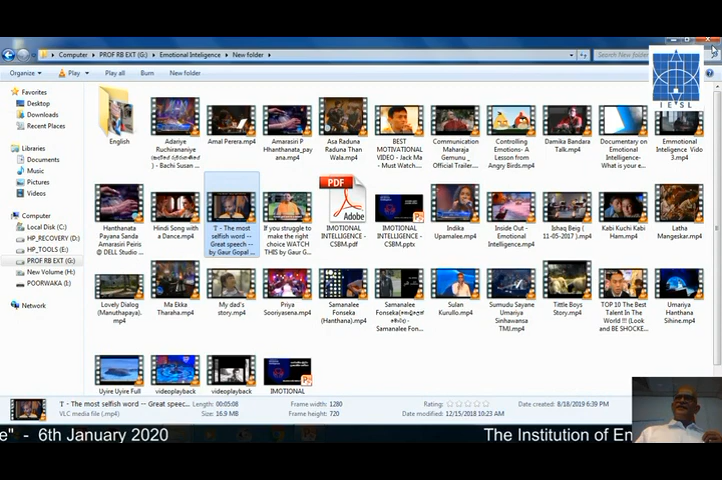 Computer ▸ PROF RB EXT (G:) ▸ Emotional Inteligence ▸ New folder
Search New folder
Organize ▾ Play ▾ Play all Burn New folder
IESL
Favorites
Desktop
Downloads
Recent Places
Libraries
Documents
Music
Pictures
Videos
Computer
Local Disk (C:)
HP_RECOVERY (D:)
HP_TOOLS (E:)
PROF RB EXT (G:)
New Volume (H:)
POORWAKA (I:)
Network
English
Adariye
Ruchirananiye
- Bachi Susan ...
Amal Perera.mp4
Amarasiri P
Hhanthanata_pay
ana.mp4
Asa Raduna
Raduna Than
Wala.mp4
BEST
MOTIVATIONAL
VIDEO - Jack Ma
- Must Watch....
Communication
Maharaja
Gemunu _
Official Trailer...
Controlling
Emotions- A
Lesson from
Angry Birds.mp4
Damika Bandara
Talk.mp4
Documentary on
Emotional
Intelligence-
What is your e...
Emmotional
Inteligence Vido
3.mp4
Hanthanata
Payana Sanda
Amarasiri Peiris
@ DELL Studio ...
Hindi Song with
a Dance.mp4
'I' - The most
selfish word --
Great speech --
by Gaur Gopal ...
If you struggle to
make the right
choice WATCH
THIS by Gaur G...
PDF
Adobe
IMOTIONAL
INTELLIGENCE -
CSBM.pdf
IMOTIONAL
INTELLIGENCE -
CSBM.pptx
Indika
Upamalee.mp4
Inside Out -
Emotional
Intelligence.mp4
Ishaq Beig (
11-05-2017 ).mp4
Kabi Kuchi Kabi
Ham.mp4
Latha
Mangeskar.mp4
Lovely Dialog
(Manuthapaya).
mp4
Ma Ekka
Tharaha.mp4
My dad's
story.mp4
Priya
Sooriyasena.mp4
Samanalee
Fonseka
(Hanthana).mp4
Samanalee
- Samanalee Fon...
Sulan
Kurullo.mp4
Sumudu Sayane
Umariya
Sinhawansa
TMJ.mp4
Tittle Boys
Story.mp4
TOP 10 The Best
Talent In The
World !!! (Look
and BE SHOCKE...
Umariya
Hanthana
Sihine.mp4
Uyire Uyire Full
videoplayback
videoplayback
IMOTIONAL
'I' - The most selfish word -- Great speec...
VLC media file (.mp4)
Length: 00:05:08
Size: 16.9 MB
Frame width: 1280
Frame height: 720
Rating:
Date modified: 12/15/2018 10:23 AM
Date created: 8/18/2019 6:39 PM
e" - 6th January 2020
The Institution of En